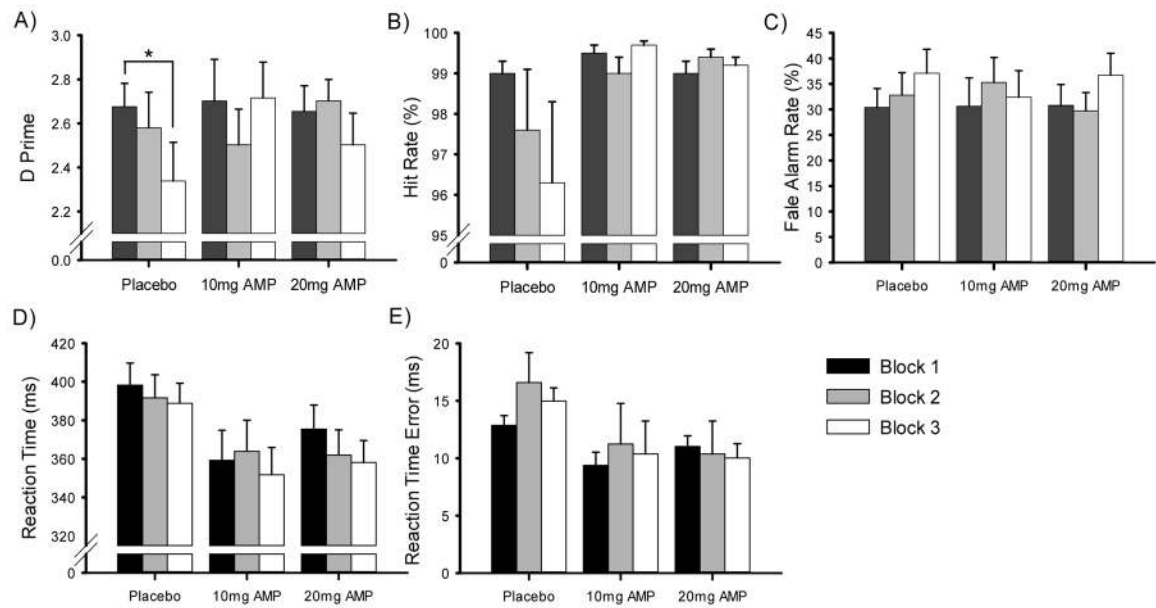 A)
D Prime
3.0
2.8
2.6
2.4
2.2
0.0
*
Placebo 10mg AMP 20mg AMP
B)
Hit Rate (%)
100
99
98
97
96
95
0
Placebo 10mg AMP 20mg AMP
C)
Fale Alarm Rate (%)
45
40
35
30
25
20
15
10
5
0
Placebo 10mg AMP 20mg AMP
D)
Reaction Time (ms)
420
400
380
360
340
320
0
Placebo 10mg AMP 20mg AMP
E)
Reaction Time Error (ms)
20
15
10
5
0
Placebo 10mg AMP 20mg AMP
Block 1
Block 2
Block 3